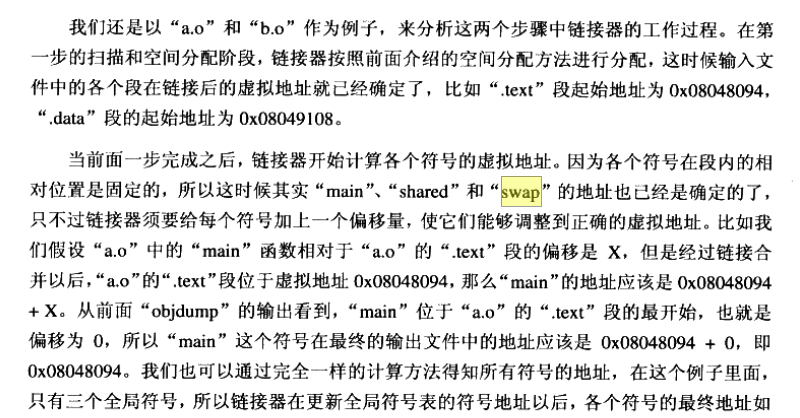 我们还是以“a.o”和“b.o”作为例子，来分析这两个步骤中链接器的工作过程。在第
一步的扫描和空间分配阶段，链接器按照前面介绍的空间分配方法进行分配，这时候输入文
件中的各个段在链接后的虚拟地址就已经确定了，比如“.text”段起始地址为 0x08048094，
“.data”段的起始地址为 0x08049108。
当前面一步完成之后，链接器开始计算各个符号的虚拟地址。因为各个符号在段内的相
对位置是固定的，所以这时候其实“main”、“shared”和“swap”的地址也已经是确定的了，
只不过链接器须要给每个符号加上一个偏移量，使它们能够调整到正确的虚拟地址。比如我
们假设“a.o”中的“main”函数相对于“a.o”的“.text”段的偏移是 X，但是经过链接合
并以后，“a.o”的“.text”段位于虚拟地址 0x08048094，那么“main”的地址应该是 0x08048094
+ X。从前面“objdump”的输出看到，“main”位于“a.o”的“.text”段的最开始，也就是
偏移为 0，所以“main”这个符号在最终的输出文件中的地址应该是 0x08048094 + 0，即
0x08048094。我们也可以通过完全一样的计算方法得知所有符号的地址，在这个例子里面，
只有三个全局符号，所以链接器在更新全局符号表的符号地址以后，各个符号的最终地址如